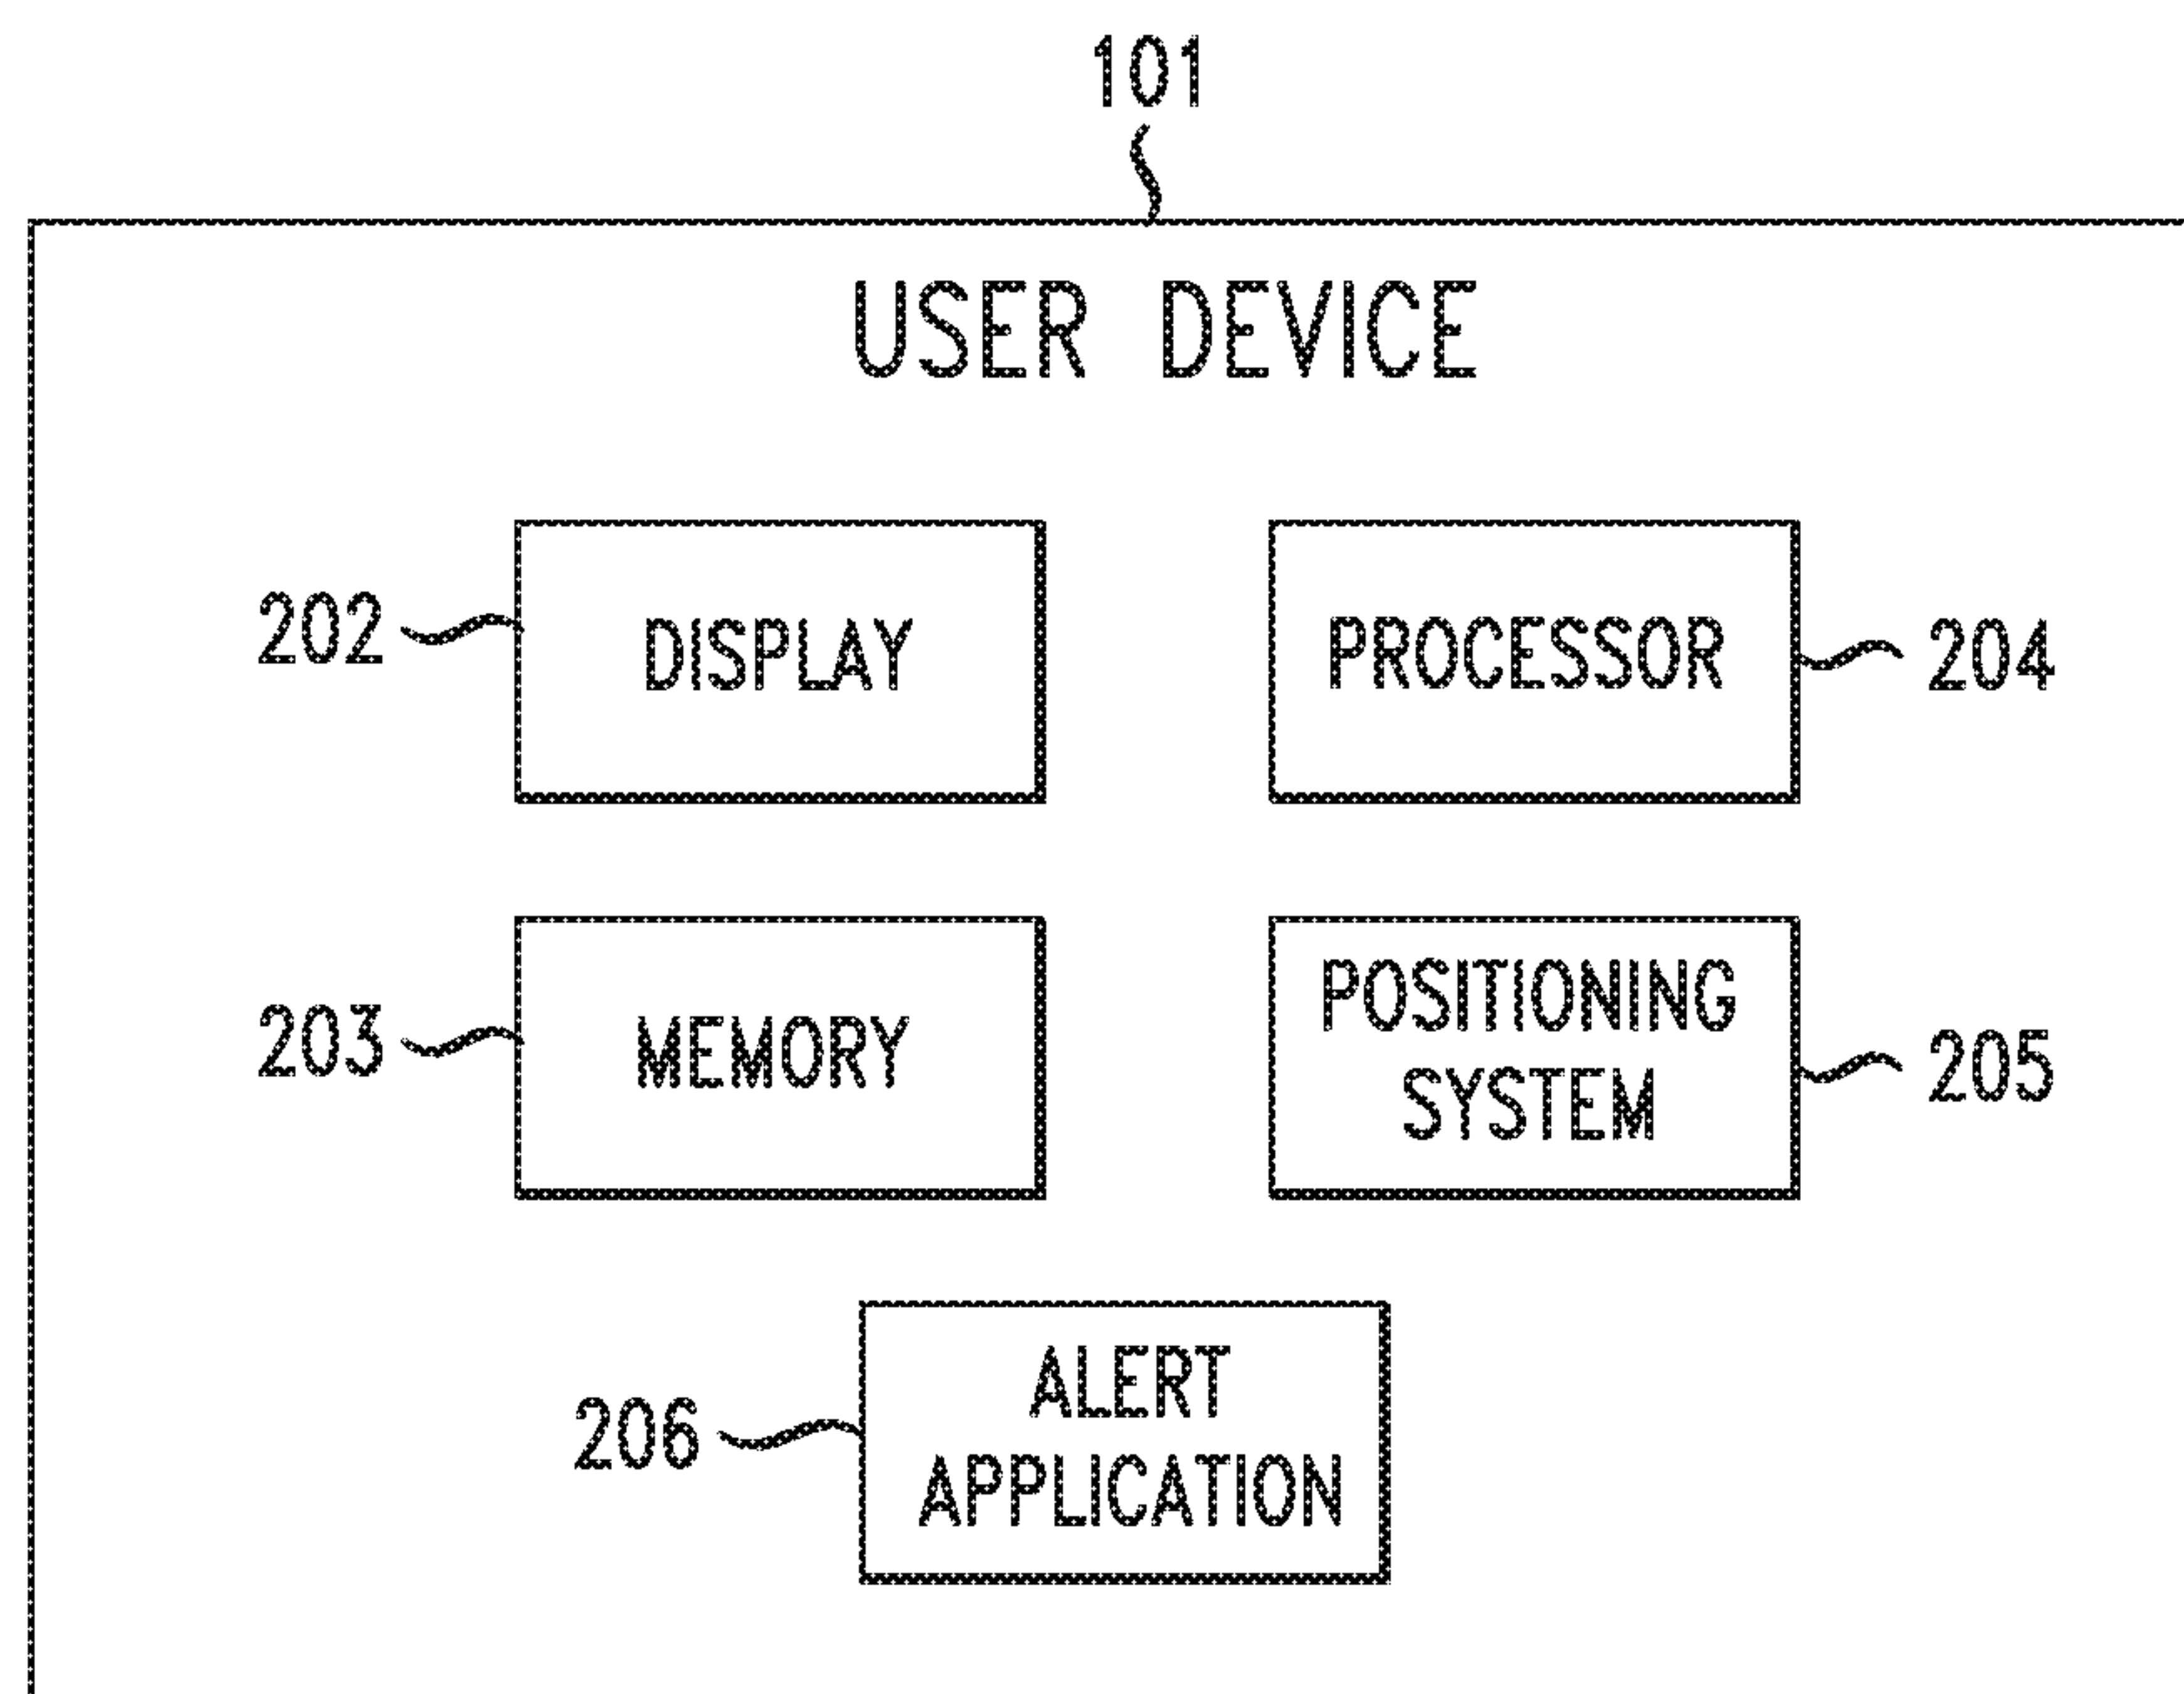 101
USER DEVICE
202
DISPLAY
PROCESSOR
204
203
MEMORY
POSITIONING
SYSTEM
205
206
ALERT
APPLICATION